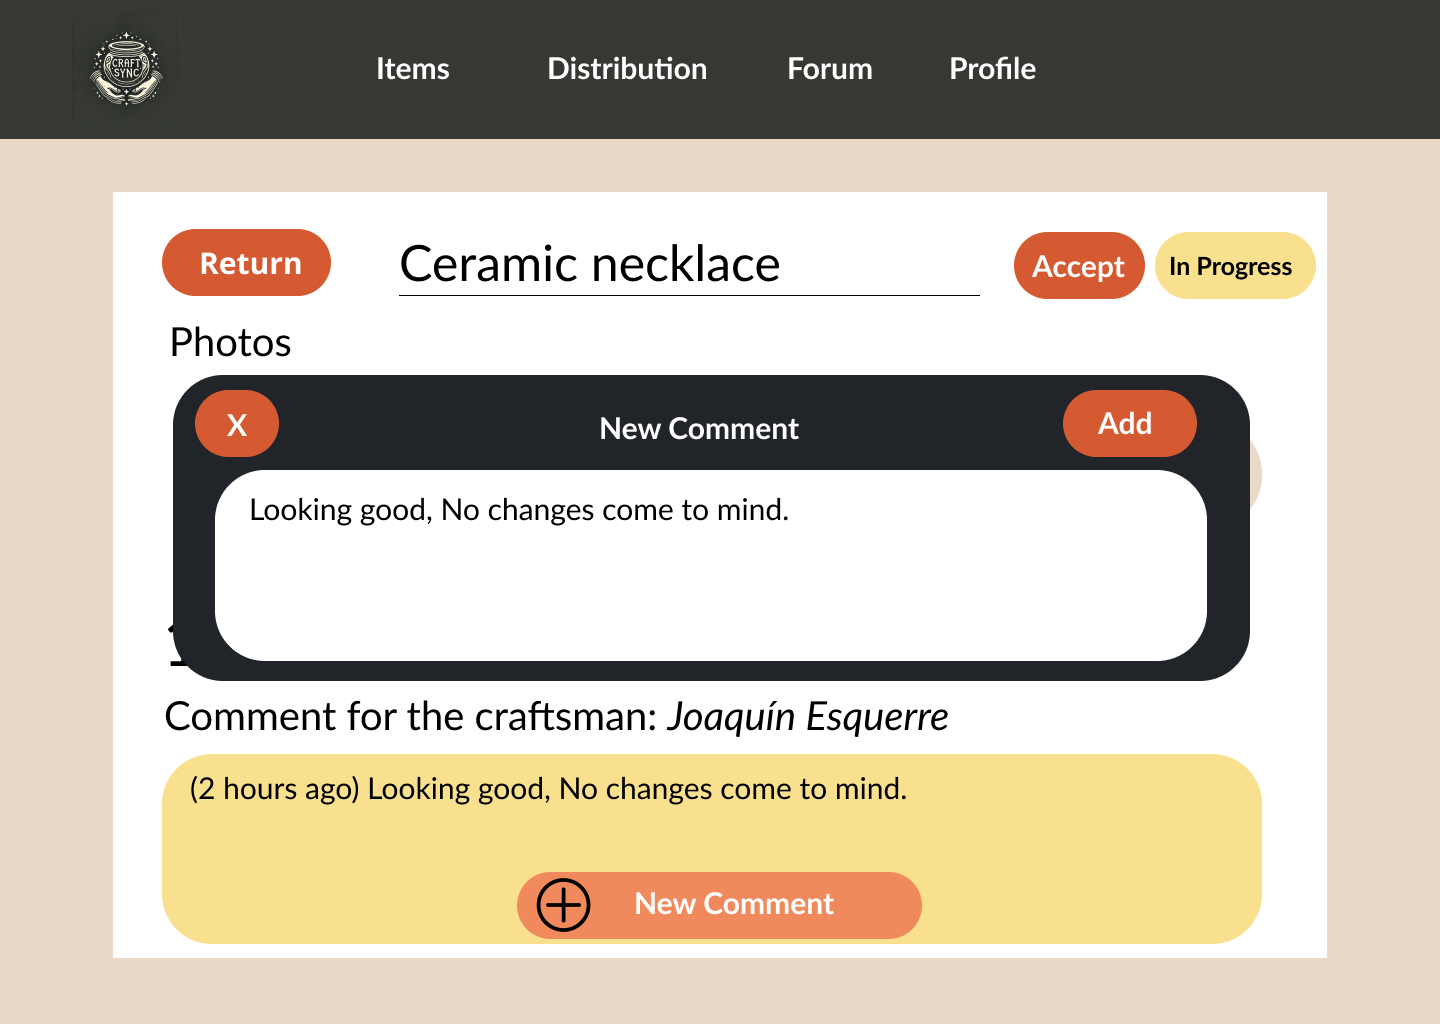 CRAFT
SYNC
Items Distribution Forum Profile
Return Ceramic necklace Accept In Progress
Photos
X New Comment Add
Looking good, No changes come to mind.
Comment for the craftsman: Joaquín Esquerre
(2 hours ago) Looking good, No changes come to mind.
New Comment